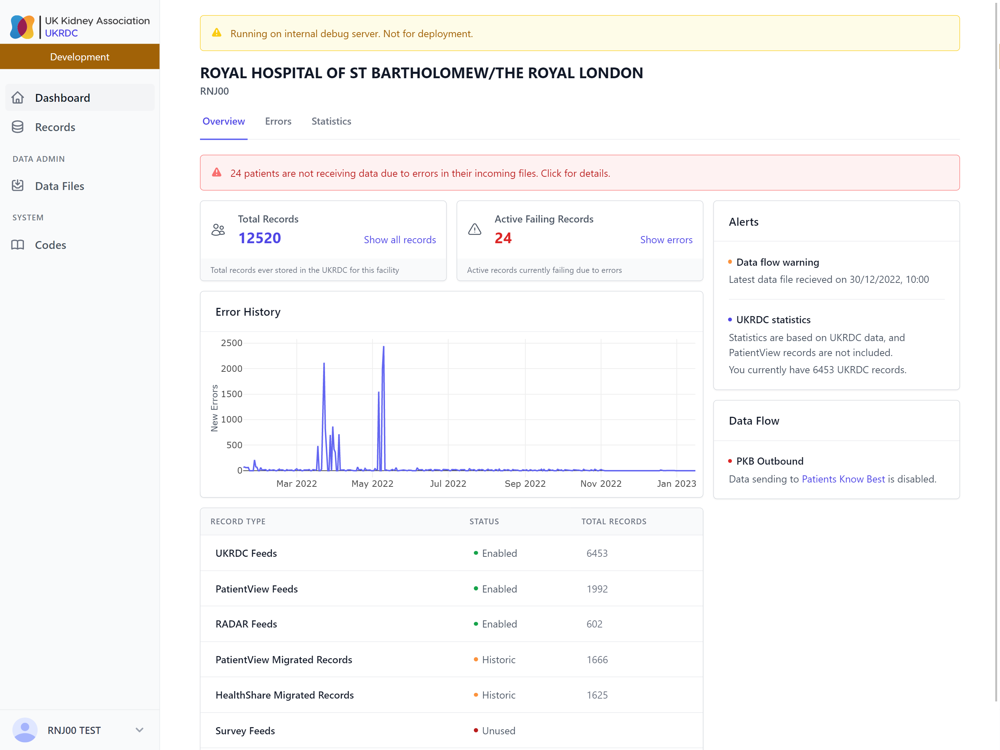 UK Kidney Association
UKRDC
Development
Dashboard
Records
DATA ADMIN
Data Files
SYSTEM
Codes
RNJ00 TEST
Running on internal debug server. Not for deployment.
ROYAL HOSPITAL OF ST BARTHOLOMEW/THE ROYAL LONDON
RNJ00
Overview Errors Statistics
24 patients are not receiving data due to errors in their incoming files. Click for details.
Total Records
12520 Show all records
Total records ever stored in the UKRDC for this facility
Active Failing Records
24 Show errors
Active records currently failing due to errors
Error History
New Errors
2500
2000
1500
1000
500
0
Mar 2022 May 2022 Jul 2022 Sep 2022 Nov 2022 Jan 2023
RECORD TYPE STATUS TOTAL RECORDS
UKRDC Feeds Enabled 6453
PatientView Feeds Enabled 1992
RADAR Feeds Enabled 602
PatientView Migrated Records Historic 1666
HealthShare Migrated Records Historic 1625
Survey Feeds Unused
Alerts
Data flow warning
Latest data file recieved on 30/12/2022, 10:00
UKRDC statistics
Statistics are based on UKRDC data, and
PatientView records are not included.
You currently have 6453 UKRDC records.
Data Flow
PKB Outbound
Data sending to Patients Know Best is disabled.